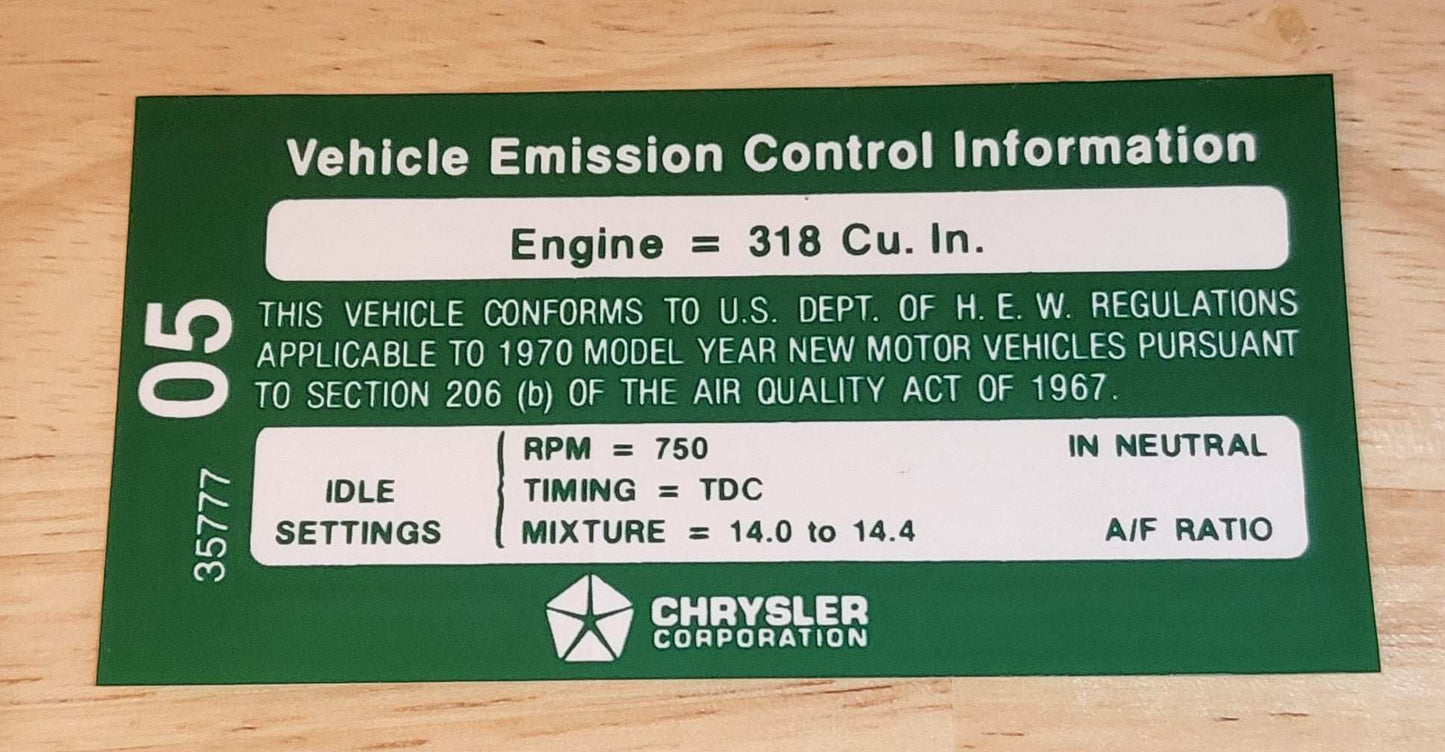 Vehicle Emission Control Information
Engine = 318 Cu. In.
THIS VEHICLE CONFORMS TO U.S. DEPT. OF H. E. W. REGULATIONS
APPLICABLE TO 1970 MODEL YEAR NEW MOTOR VEHICLES PURSUANT
TO SECTION 206 (b) OF THE AIR QUALITY ACT OF 1967.
05
35777
IDLE
SETTINGS
RPM = 750 IN NEUTRAL
TIMING = TDC
MIXTURE = 14.0 to 14.4 A/F RATIO
CHRYSLER
CORPORATION